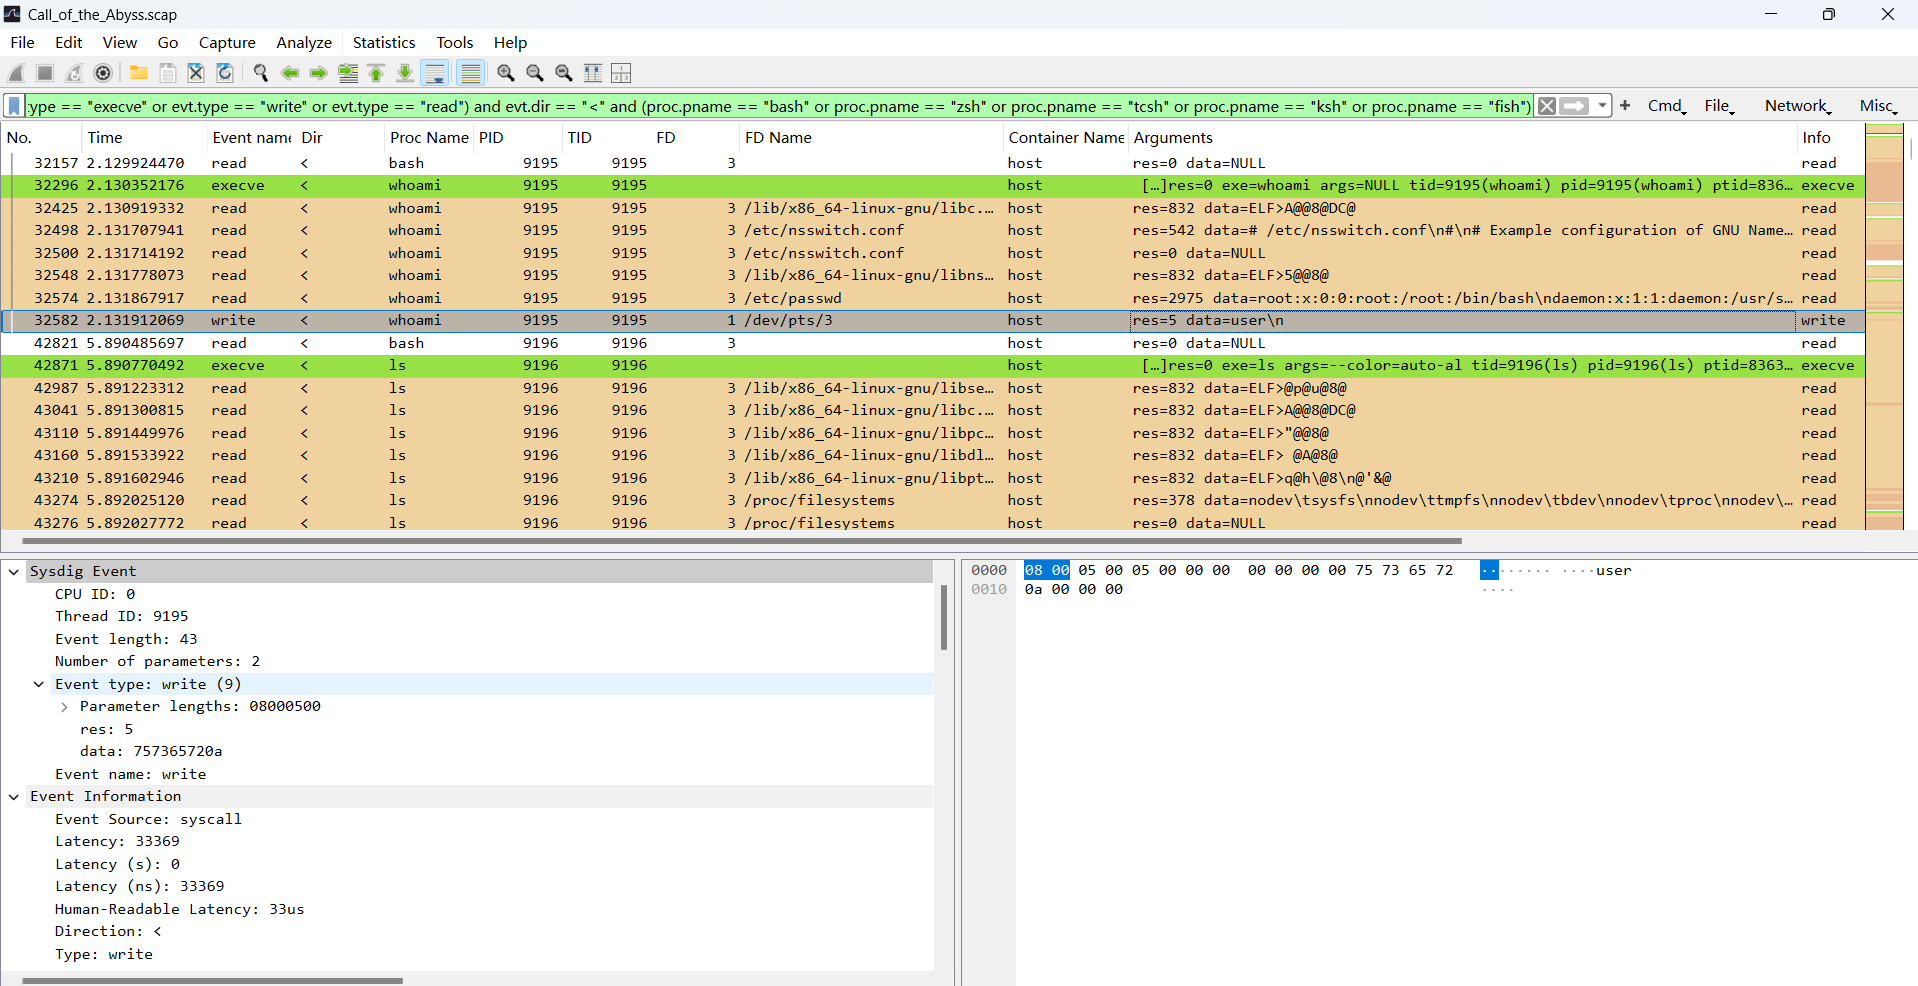 Call_of_the_Abyss.scap
File Edit View Go Capture Analyze Statistics Tools Help
:ype == "execve" or evt.type == "write" or evt.type == "read") and evt.dir == "<" and (proc.pname == "bash" or proc.pname == "zsh" or proc.pname == "tcsh" or proc.pname == "ksh" or proc.pname == "fish") + Cmd File Network Misc
No. Time Event name Dir Proc Name PID TID FD FD Name Container Name Arguments Info
32157 2.129924470 read < bash 9195 9195 3 host res=0 data=NULL read
32296 2.130352176 execve < whoami 9195 9195 host […]res=0 exe=whoami args=NULL tid=9195(whoami) pid=9195(whoami) ptid=836… execve
32425 2.130919332 read < whoami 9195 9195 3 /lib/x86_64-linux-gnu/libc.… host res=832 data=ELF>A@@8@DC@ read
32498 2.131707941 read < whoami 9195 9195 3 /etc/nsswitch.conf host res=542 data=# /etc/nsswitch.conf\n#\n# Example configuration of GNU Name… read
32500 2.131714192 read < whoami 9195 9195 3 /etc/nsswitch.conf host res=0 data=NULL read
32548 2.131778073 read < whoami 9195 9195 3 /lib/x86_64-linux-gnu/libns… host res=832 data=ELF>5@@8@ read
32574 2.131867917 read < whoami 9195 9195 3 /etc/passwd host res=2975 data=root:x:0:0:root:/root:/bin/bash\ndaemon:x:1:1:daemon:/usr/s… read
32582 2.131912069 write < whoami 9195 9195 1 /dev/pts/3 host res=5 data=user\n write
42821 5.890485697 read < bash 9196 9196 3 host res=0 data=NULL read
42871 5.890770492 execve < ls 9196 9196 host […]res=0 exe=ls args=--color=auto-al tid=9196(ls) pid=9196(ls) ptid=8363… execve
42987 5.891223312 read < ls 9196 9196 3 /lib/x86_64-linux-gnu/libse… host res=832 data=ELF>@p@u@8@ read
43041 5.891300815 read < ls 9196 9196 3 /lib/x86_64-linux-gnu/libc.… host res=832 data=ELF>A@@8@DC@ read
43110 5.891449976 read < ls 9196 9196 3 /lib/x86_64-linux-gnu/libpc… host res=832 data=ELF>"@@8@ read
43160 5.891533922 read < ls 9196 9196 3 /lib/x86_64-linux-gnu/libdl… host res=832 data=ELF> @A@8@ read
43210 5.891602946 read < ls 9196 9196 3 /lib/x86_64-linux-gnu/libpt… host res=832 data=ELF>q@h\@8\n@'&@ read
43274 5.892025120 read < ls 9196 9196 3 /proc/filesystems host res=378 data=nodev\tsysfs\nnodev\ttmpfs\nnodev\tbdev\nnodev\tproc\nnodev\… read
43276 5.892027772 read < ls 9196 9196 3 /proc/filesystems host res=0 data=NULL read
Sysdig Event
CPU ID: 0
Thread ID: 9195
Event length: 43
Number of parameters: 2
Event type: write (9)
Parameter lengths: 08000500
res: 5
data: 757365720a
Event name: write
Event Information
Event Source: syscall
Latency: 33369
Latency (s): 0
Latency (ns): 33369
Human-Readable Latency: 33us
Direction: <
Type: write
0000 08 00 05 00 05 00 00 00 00 00 00 00 75 73 65 72 ········ ····user
0010 0a 00 00 00 ····